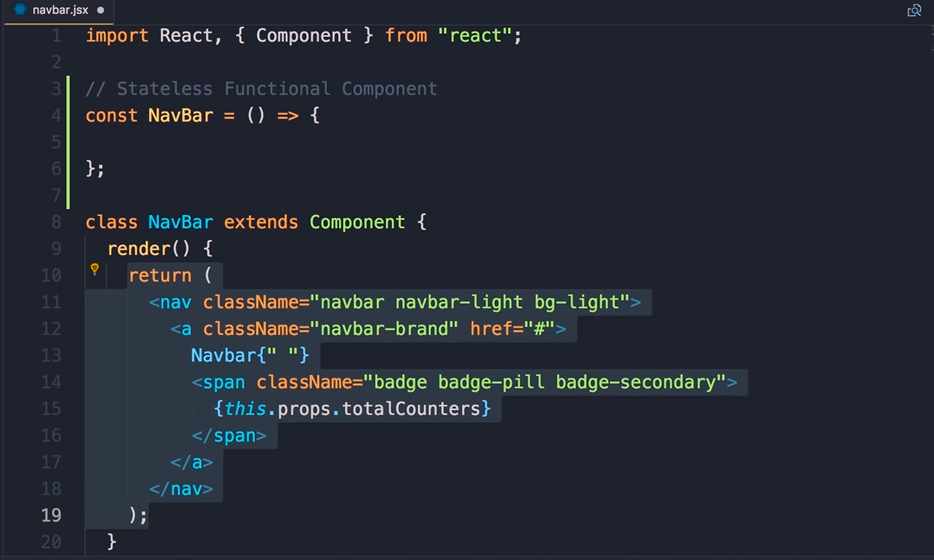 navbar.jsx
1 import React, { Component } from "react";
2
3 // Stateless Functional Component
4 const NavBar = () => {
5
6 };
7
8 class NavBar extends Component {
9 render() {
10 return (
11 <nav className="navbar navbar-light bg-light">
12 <a className="navbar-brand" href="#">
13 Navbar{" "}
14 <span className="badge badge-pill badge-secondary">
15 {this.props.totalCounters}
16 </span>
17 </a>
18 </nav>
19 );
20 }